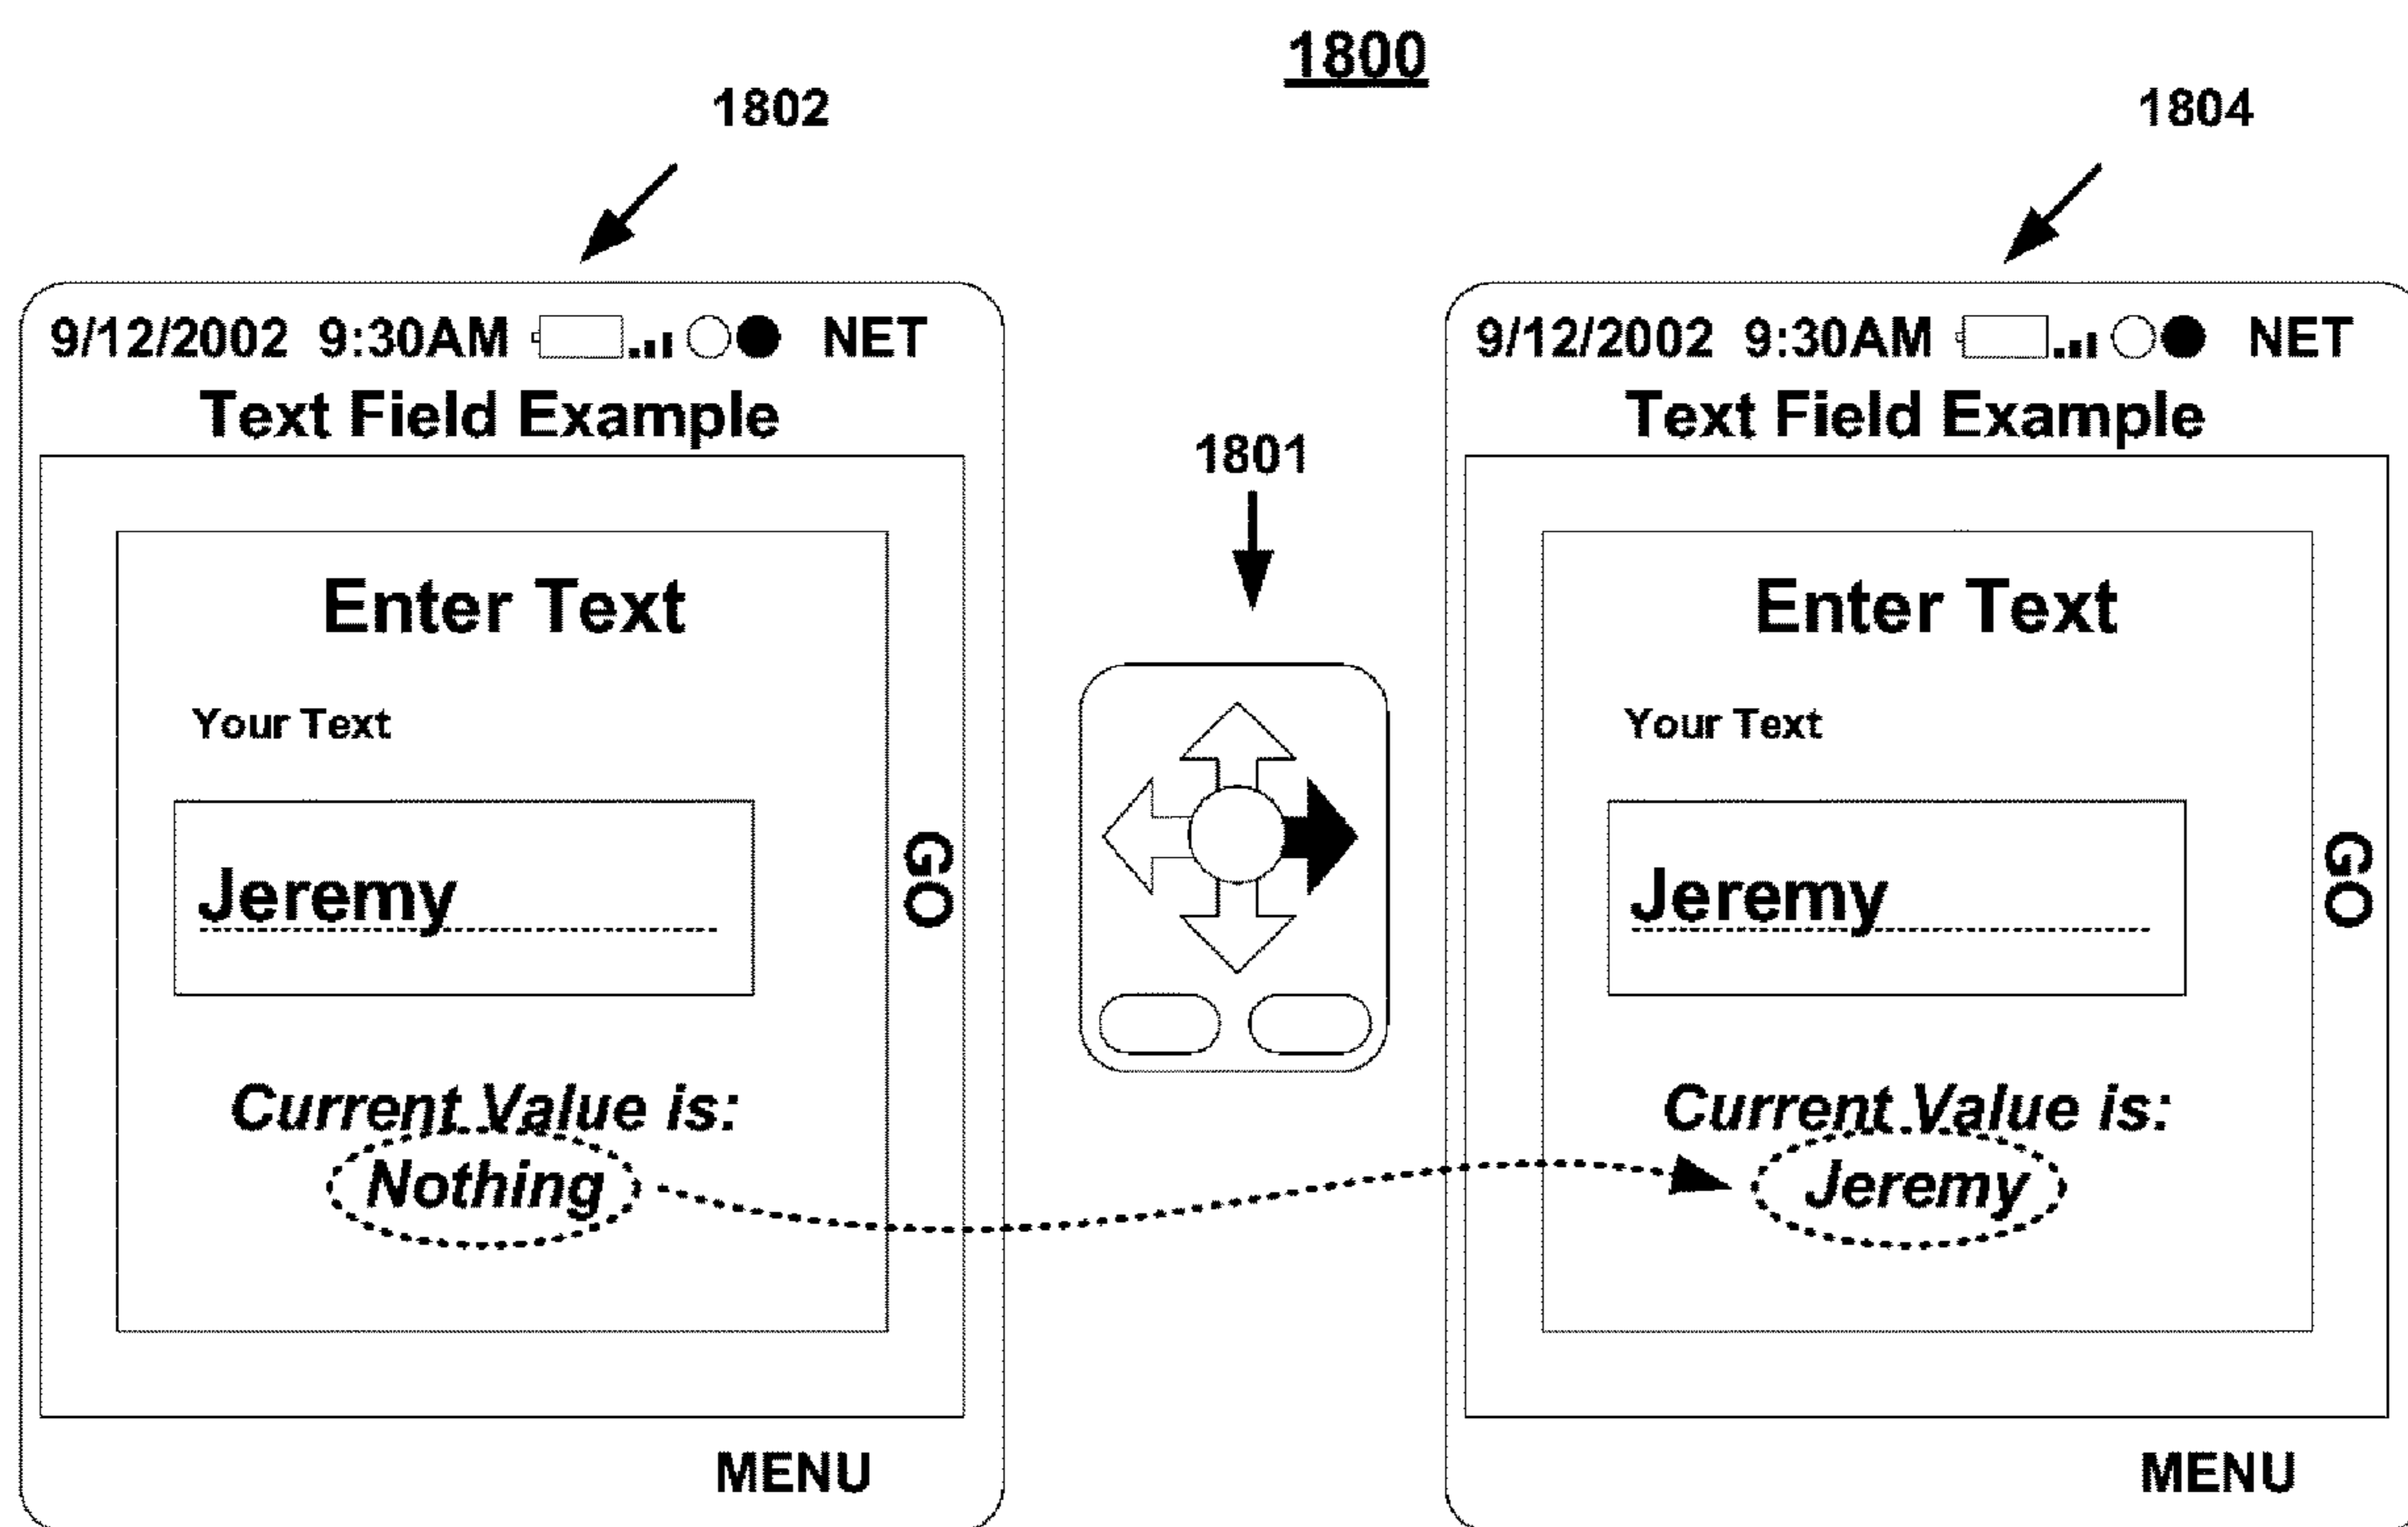 1800
1802
1804
9/12/2002 9:30AM NET
Text Field Example
Enter Text
Your Text
Jeremy
GO
Current Value is:
Nothing
MENU
1801
9/12/2002 9:30AM NET
Text Field Example
Enter Text
Your Text
Jeremy
GO
Current Value is:
Jeremy
MENU